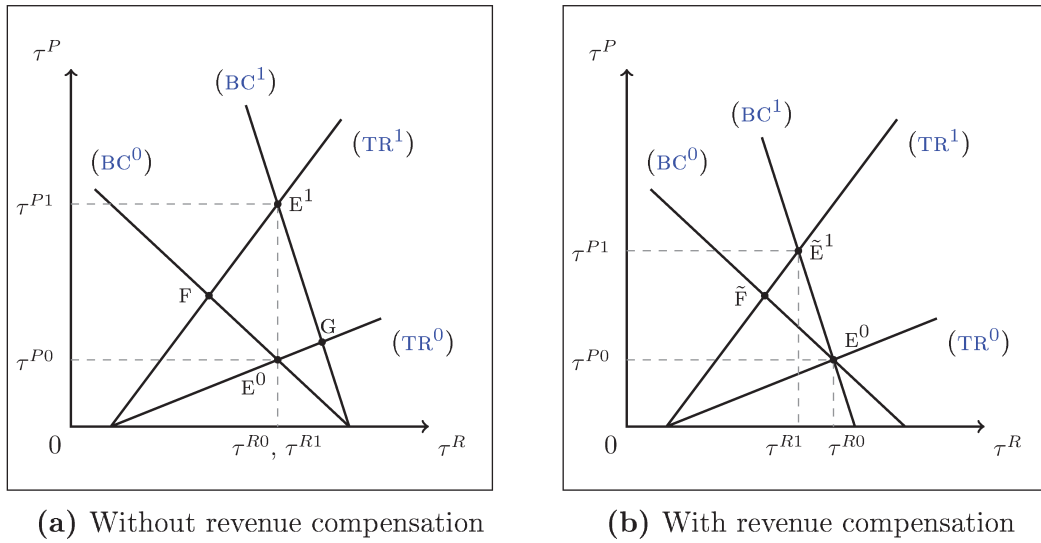 τ^P
(BC^1)
(TR^1)
(BC^0)
τ^{P1}
E^1
F
G
(TR^0)
τ^{P0}
E^0
0
τ^{R0}, τ^{R1}
τ^R
(a) Without revenue compensation
τ^P
(BC^1)
(TR^1)
(BC^0)
τ^{P1}
Ẽ^1
F̃
E^0
(TR^0)
τ^{P0}
0
τ^{R1}
τ^{R0}
τ^R
(b) With revenue compensation